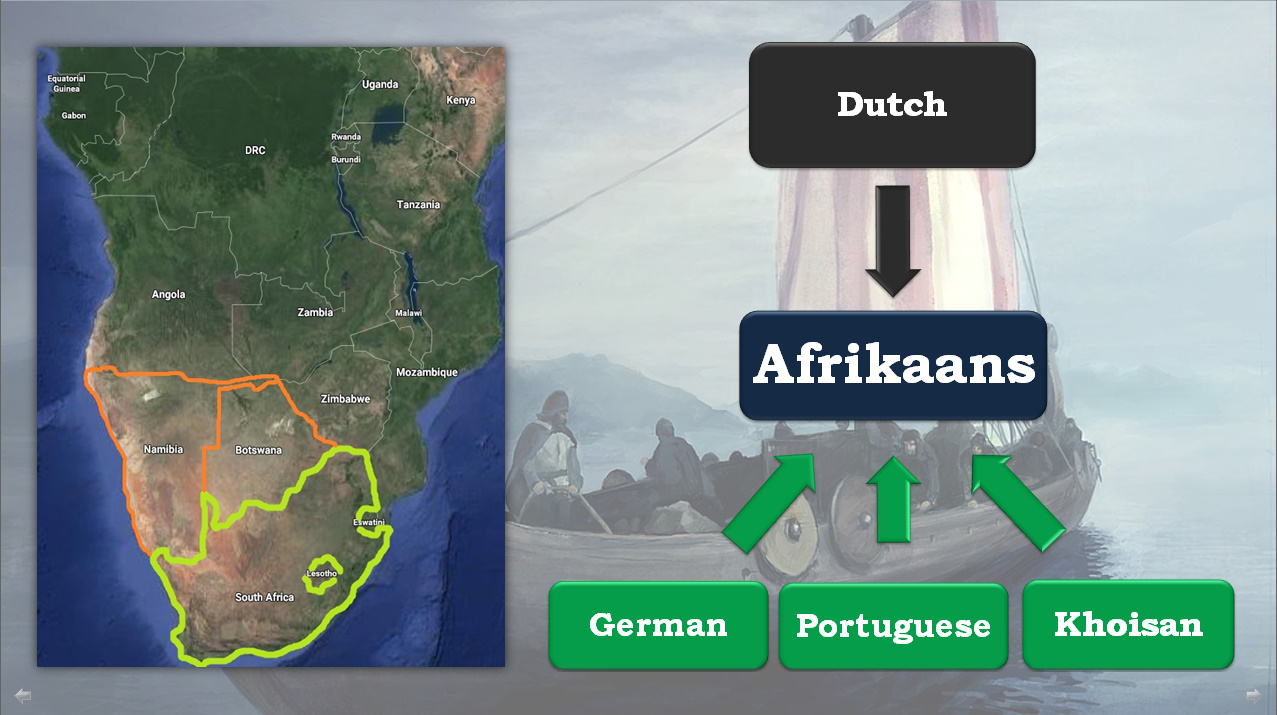 Equatorial
Guinea
Gabon
Uganda
Kenya
Rwanda
DRC
Burundi
Tanzania
Angola
Zambia
Malawi
Mozambique
Zimbabwe
Namibia
Botswana
Eswatini
Lesotho
South Africa
Dutch
Afrikaans
German
Portuguese
Khoisan